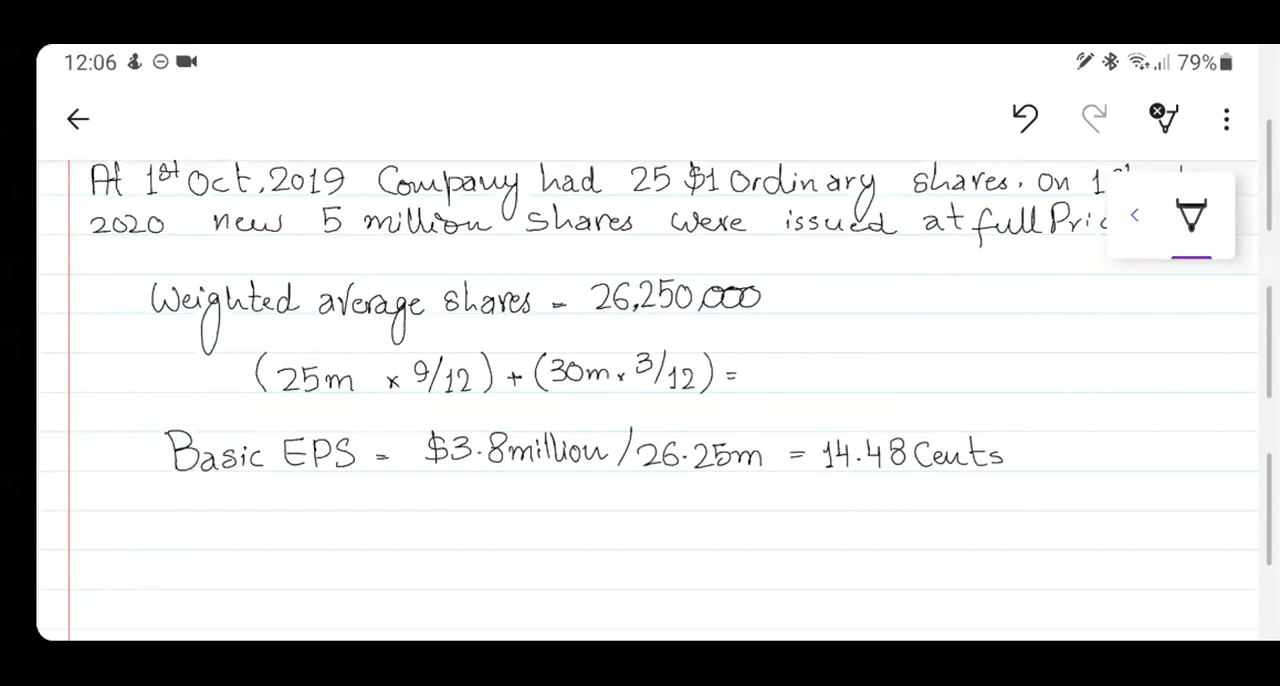 12:06
79%
At 1st Oct, 2019 Company had 25 $1 Ordinary shares. On
2020 new 5 million shares were issued at full
Weighted average shares = 26,250,000
(25m × 9/12) + (30m × 3/12) =
Basic EPS = $3.8million / 26.25m = 14.48 Cents